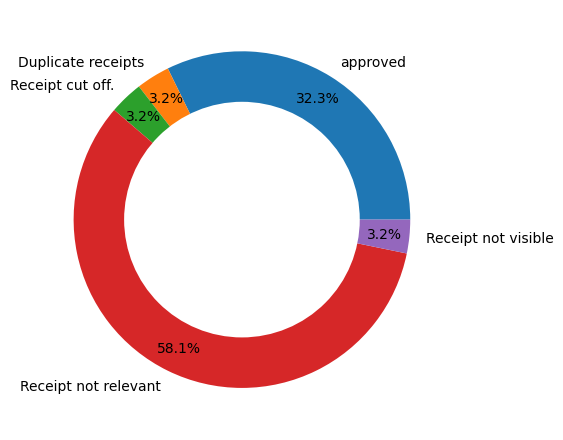 Duplicate receipts
approved
Receipt cut off.
3.2%
32.3%
3.2%
3.2%
Receipt not visible
58.1%
Receipt not relevant